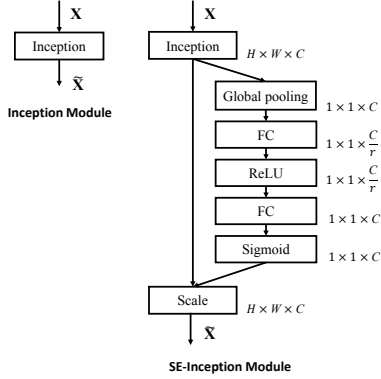 X
Inception
X̃
Inception Module
X
Inception
H × W × C
Global pooling
1 × 1 × C
FC
1 × 1 × C/r
ReLU
1 × 1 × C/r
FC
1 × 1 × C
Sigmoid
1 × 1 × C
Scale
H × W × C
X̃
SE-Inception Module